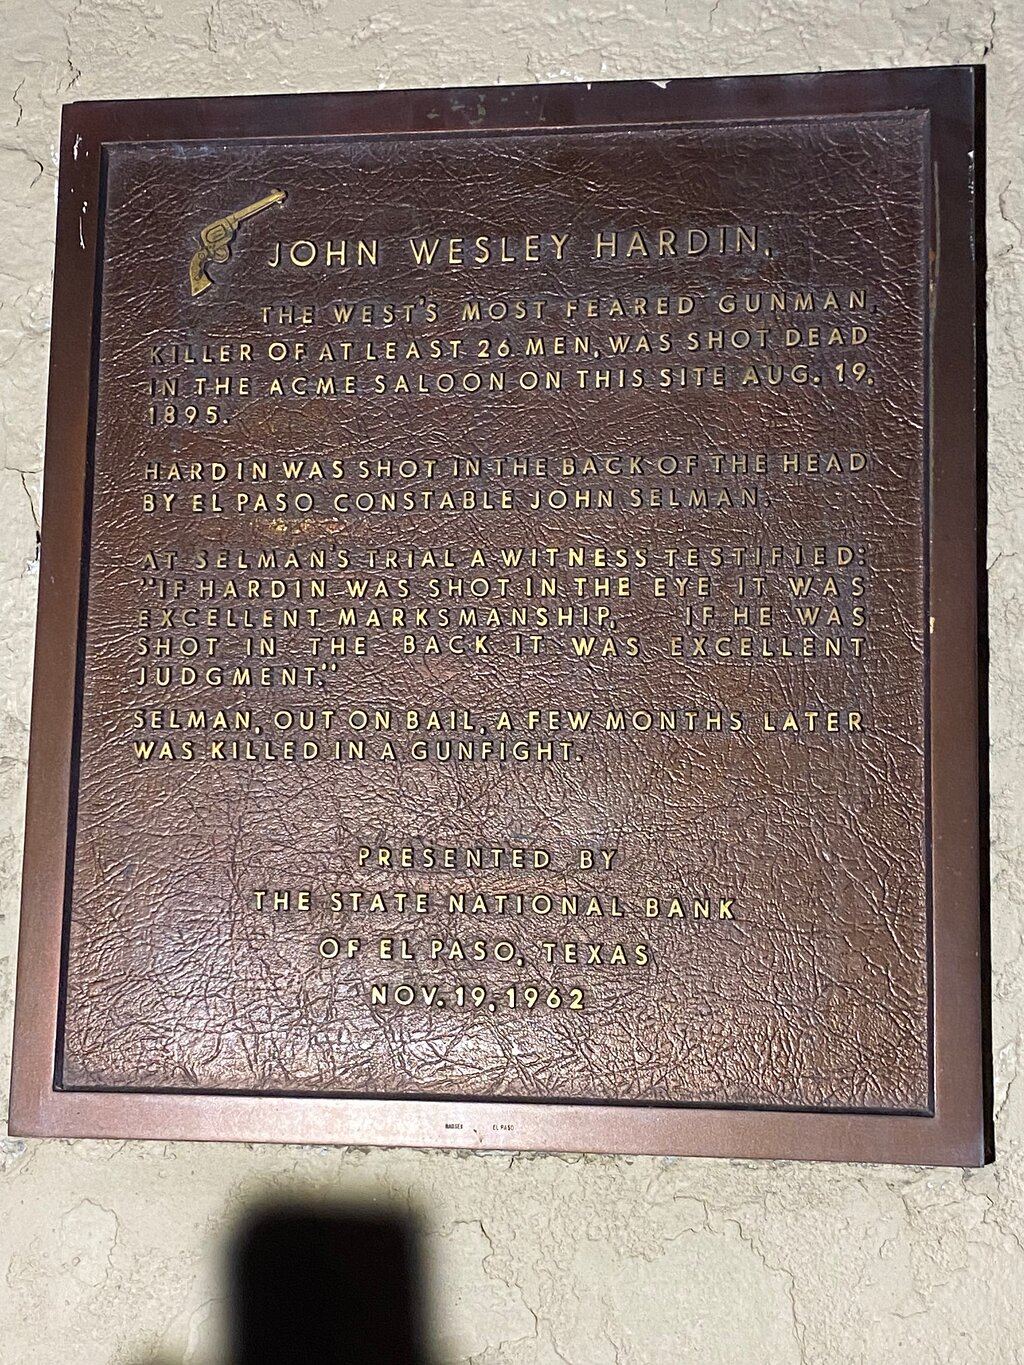 JOHN WESLEY HARDIN,
THE WEST'S MOST FEARED GUNMAN,
KILLER OF AT LEAST 26 MEN, WAS SHOT DEAD
IN THE ACME SALOON ON THIS SITE AUG. 19,
1895.
HARDIN WAS SHOT IN THE BACK OF THE HEAD
BY EL PASO CONSTABLE JOHN SELMAN.
AT SELMAN'S TRIAL A WITNESS TESTIFIED:
"IF HARDIN WAS SHOT IN THE EYE IT WAS
EXCELLENT MARKSMANSHIP, IF HE WAS
SHOT IN THE BACK IT WAS EXCELLENT
JUDGMENT."
SELMAN, OUT ON BAIL, A FEW MONTHS LATER
WAS KILLED IN A GUNFIGHT.
PRESENTED BY
THE STATE NATIONAL BANK
OF EL PASO, TEXAS
NOV. 19, 1962
EL PASO